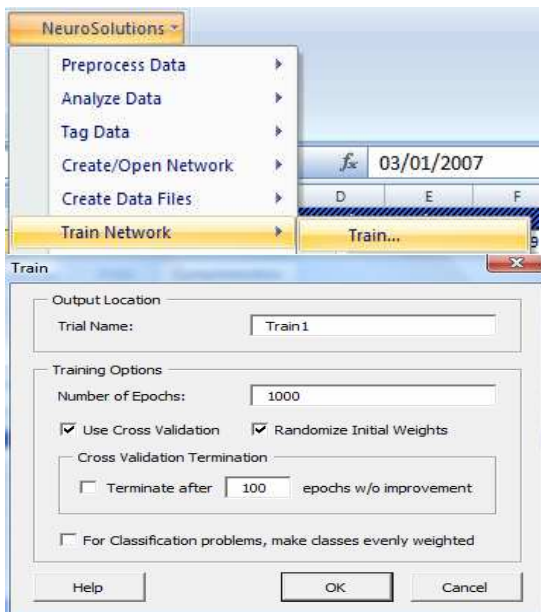 NeuroSolutions
Preprocess Data
Analyze Data
Tag Data
Create/Open Network
fx 03/01/2007
Create Data Files
D E F
Train Network
Train...
9
Train
Output Location
Trial Name: Train1
Training Options
Number of Epochs: 1000
Use Cross Validation Randomize Initial Weights
Cross Validation Termination
Terminate after 100 epochs w/o improvement
For Classification problems, make classes evenly weighted
Help OK Cancel